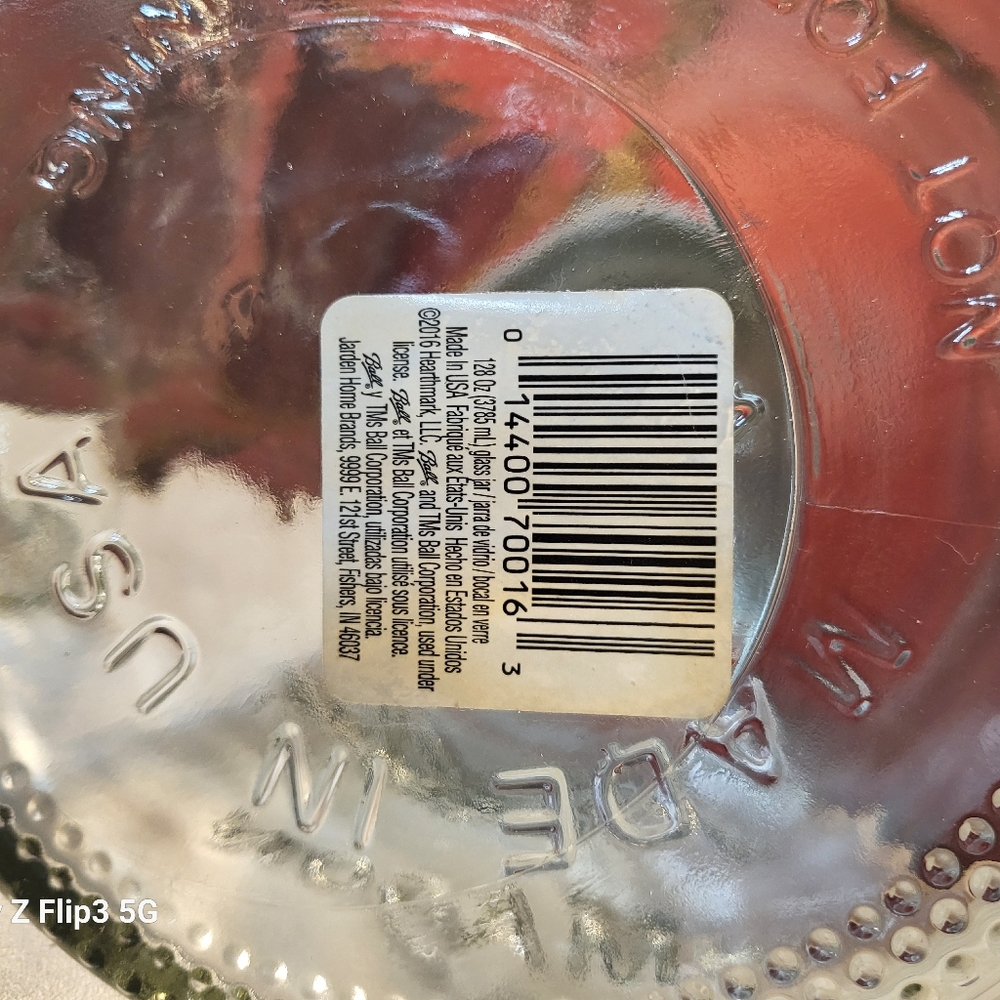 0 14400 70016 3
128 Oz (3785 mL) glass jar / jarra de vidrio / bocal en verre
Made In USA Fabriqué aux États-Unis Hecho en Estados Unidos
©2016 Hearthmark, LLC. Ball® and TMs Ball Corporation, used under
license. Ball® et TMs Ball Corporation utilisé sous licence.
Ball® y TMs Ball Corporation, utilizadas bajo licencia.
Jarden Home Brands, 9999 E. 121st Street, Fishers, IN 46037
NOT FO
MADE IN USA
Z Flip3 5G